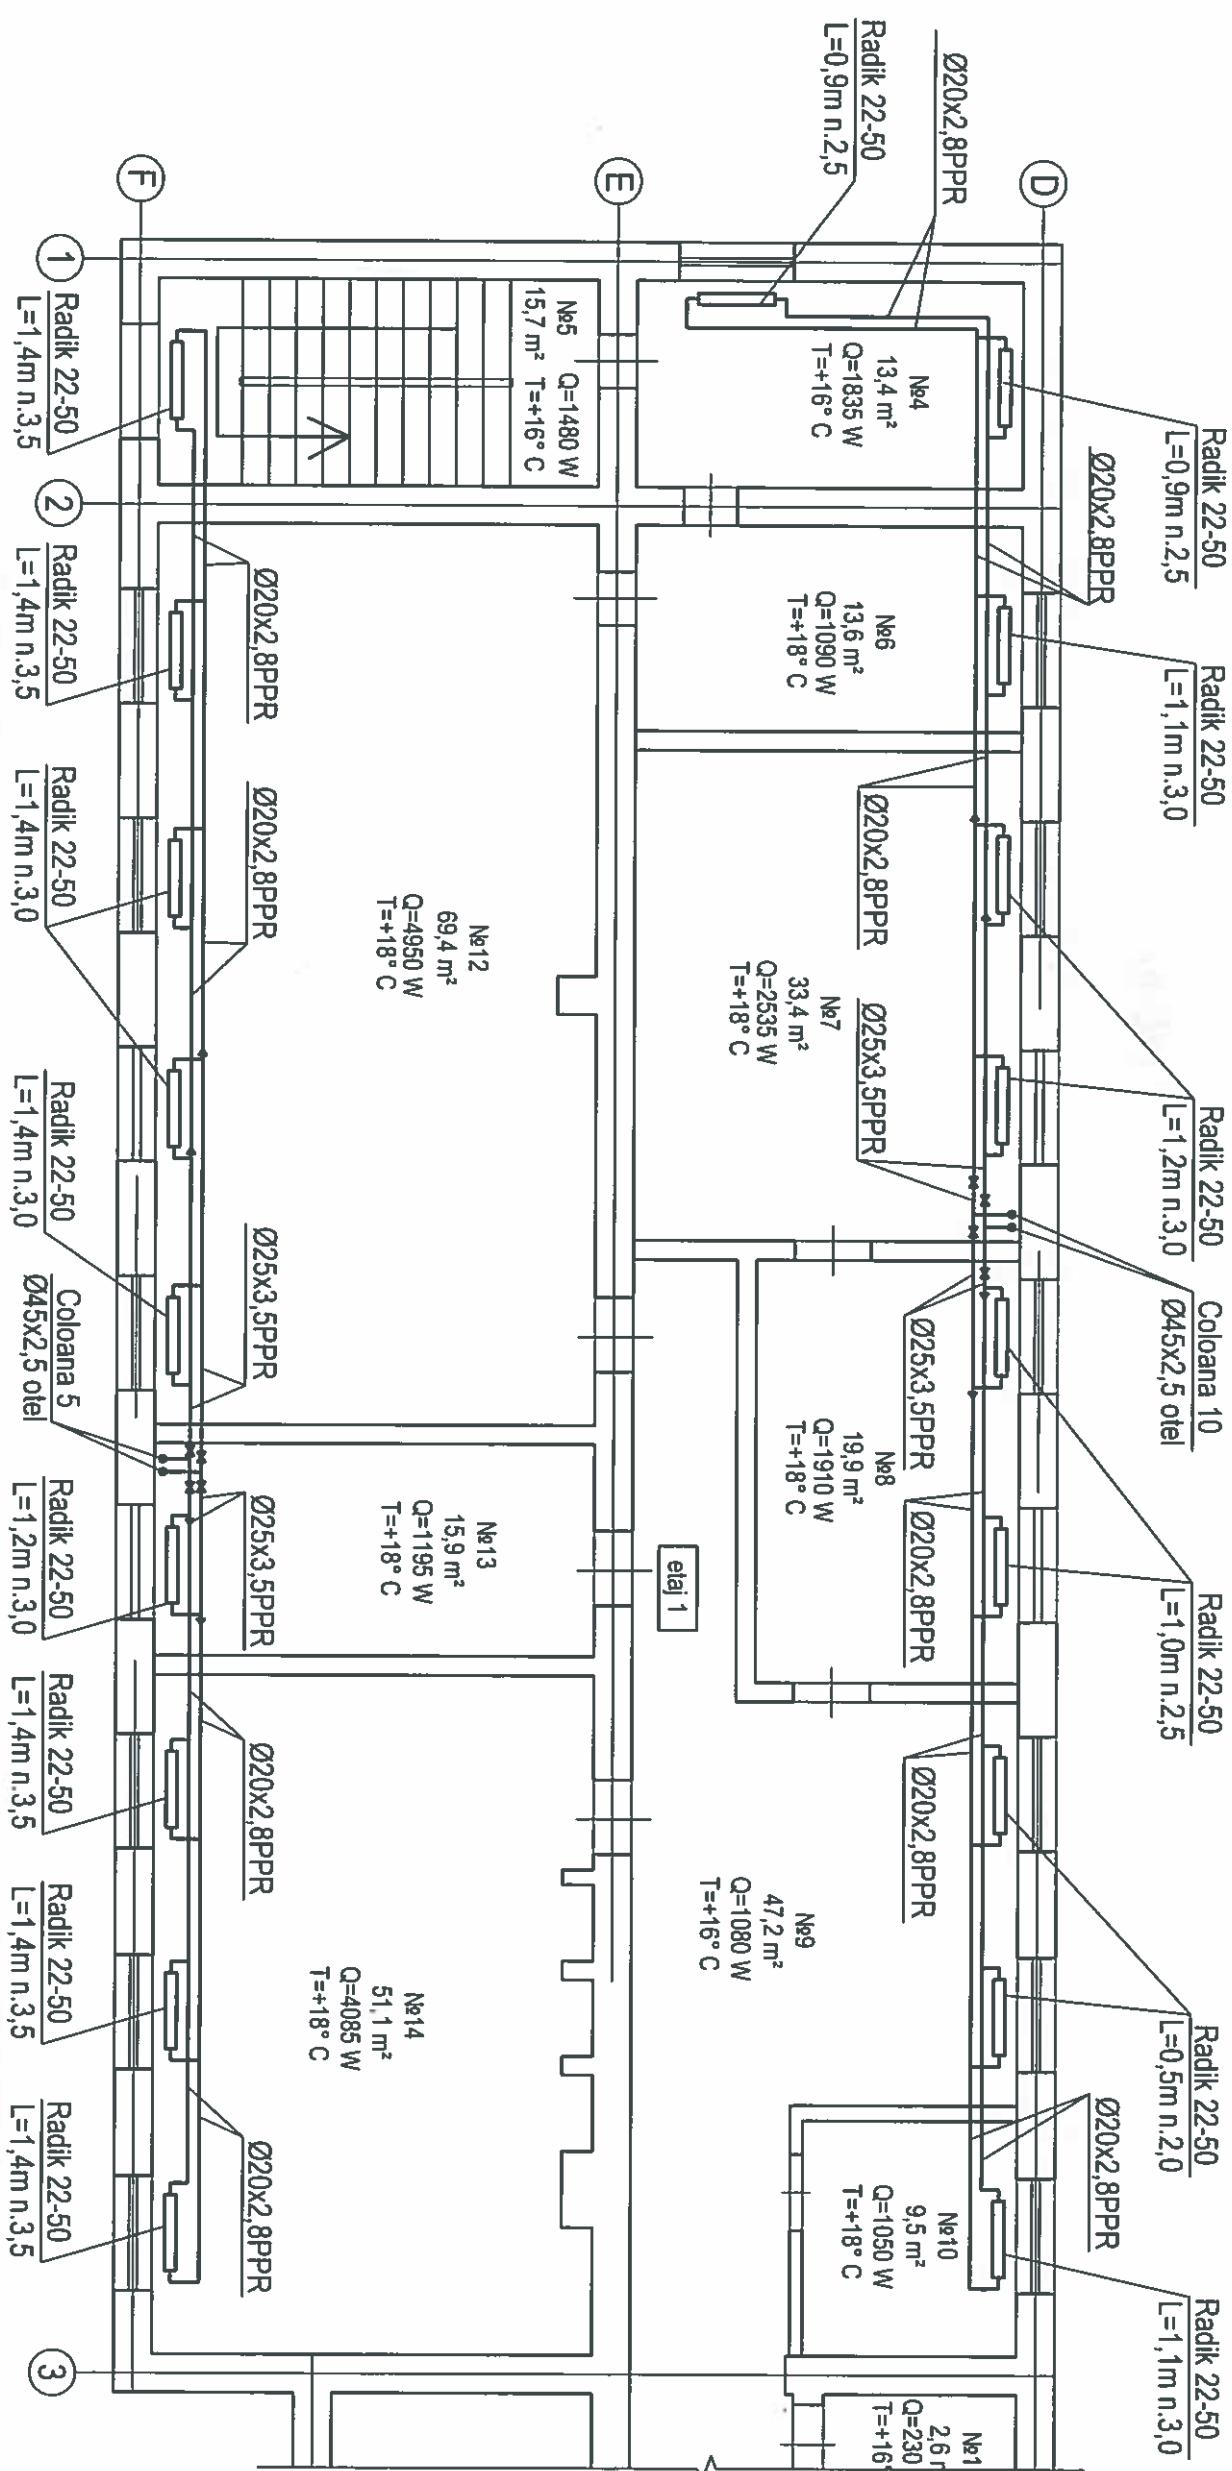 Radik 22-50
L=0,9m n.2,5
Radik 22-50
L=1,1m n.3,0
Radik 22-50
L=1,2m n.3,0
Coloana 10
Ø45x2,5 otel
Radik 22-50
L=1,0m n.2,5
Radik 22-50
L=0,5m n.2,0
Radik 22-50
L=1,1m n.3,0
Ø20x2,8PPR
Ø20x2,8PPR
Ø20x2,8PPR
Radik 22-50
L=0,9m n.2,5
D
№4
13,4 m²
Q=1835 W
T=+16° C
№6
13,6 m²
Q=1090 W
T=+18° C
Ø20x2,8PPR
Ø25x3,5PPR
№7
33,4 m²
Q=2535 W
T=+18° C
Ø25x3,5PPR
Ø20x2,8PPR
№8
19,9 m²
Q=1910 W
T=+18° C
Ø20x2,8PPR
№9
47,2 m²
Q=1080 W
T=+16° C
№10
9,5 m²
Q=1050 W
T=+18° C
№1
2,6
Q=230
T=+16°
E
etaj 1
№5
15,7 m²
Q=1480 W
T=+16° C
№12
69,4 m²
Q=4950 W
T=+18° C
№13
15,9 m²
Q=1195 W
T=+18° C
№14
51,1 m²
Q=4085 W
T=+18° C
Ø20x2,8PPR
Ø20x2,8PPR
Ø25x3,5PPR
Ø25x3,5PPR
Ø20x2,8PPR
Ø20x2,8PPR
F
1
2
3
Radik 22-50
L=1,4m n.3,5
Radik 22-50
L=1,4m n.3,5
Radik 22-50
L=1,4m n.3,0
Radik 22-50
L=1,4m n.3,0
Coloana 5
Ø45x2,5 otel
Radik 22-50
L=1,2m n.3,0
Radik 22-50
L=1,4m n.3,5
Radik 22-50
L=1,4m n.3,5
Radik 22-50
L=1,4m n.3,5